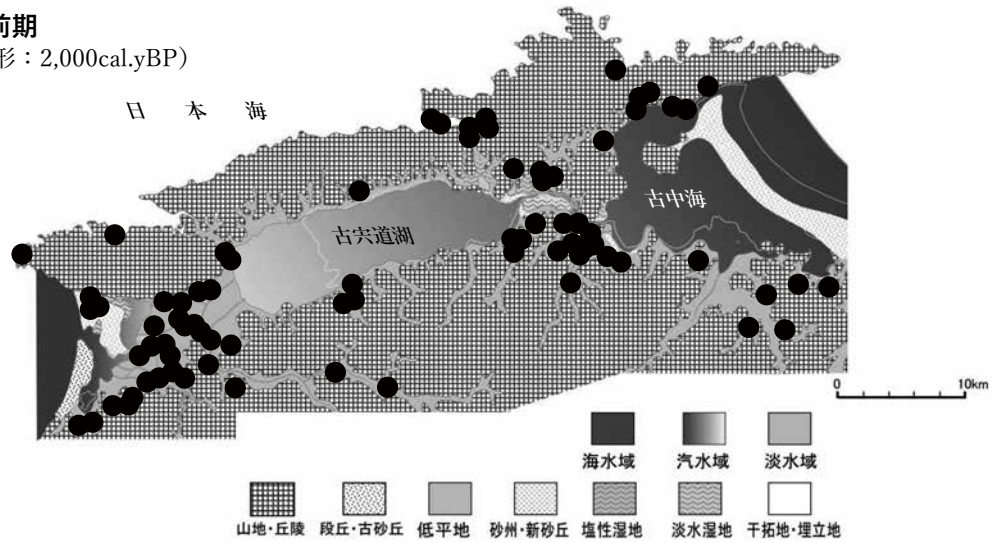 前期
形：2,000cal.yBP）
日本海
古中海
古宍道湖
0 10km
海水域 汽水域 淡水域
山地・丘陵 段丘・古砂丘 低平地 砂州・新砂丘 塩性湿地 淡水湿地 干拓地・埋立地